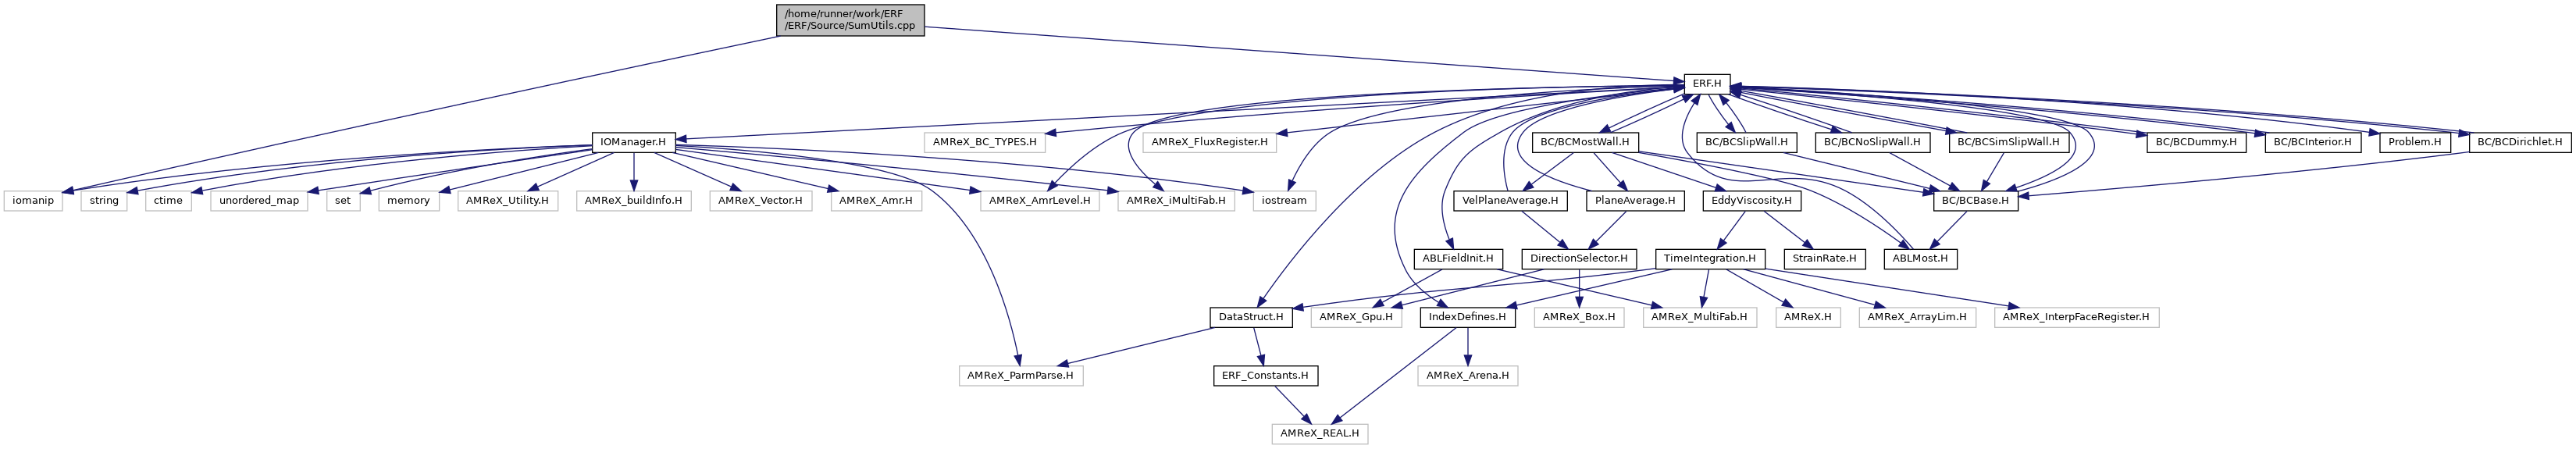 /home/runner/work/ERF
/ERF/Source/SumUtils.cpp
ERF.H
IOManager.H
AMReX_BC_TYPES.H
AMReX_FluxRegister.H
BC/BCMostWall.H
BC/BCSlipWall.H
BC/BCNoSlipWall.H
BC/BCSimSlipWall.H
BC/BCDummy.H
BC/BCInterior.H
Problem.H
BC/BCDirichlet.H
iomanip
string
ctime
unordered_map
set
memory
AMReX_Utility.H
AMReX_buildInfo.H
AMReX_Vector.H
AMReX_Amr.H
AMReX_AmrLevel.H
AMReX_iMultiFab.H
iostream
VelPlaneAverage.H
PlaneAverage.H
EddyViscosity.H
BC/BCBase.H
ABLFieldInit.H
DirectionSelector.H
TimeIntegration.H
StrainRate.H
ABLMost.H
DataStruct.H
AMReX_Gpu.H
IndexDefines.H
AMReX_Box.H
AMReX_MultiFab.H
AMReX.H
AMReX_ArrayLim.H
AMReX_InterpFaceRegister.H
AMReX_ParmParse.H
ERF_Constants.H
AMReX_Arena.H
AMReX_REAL.H